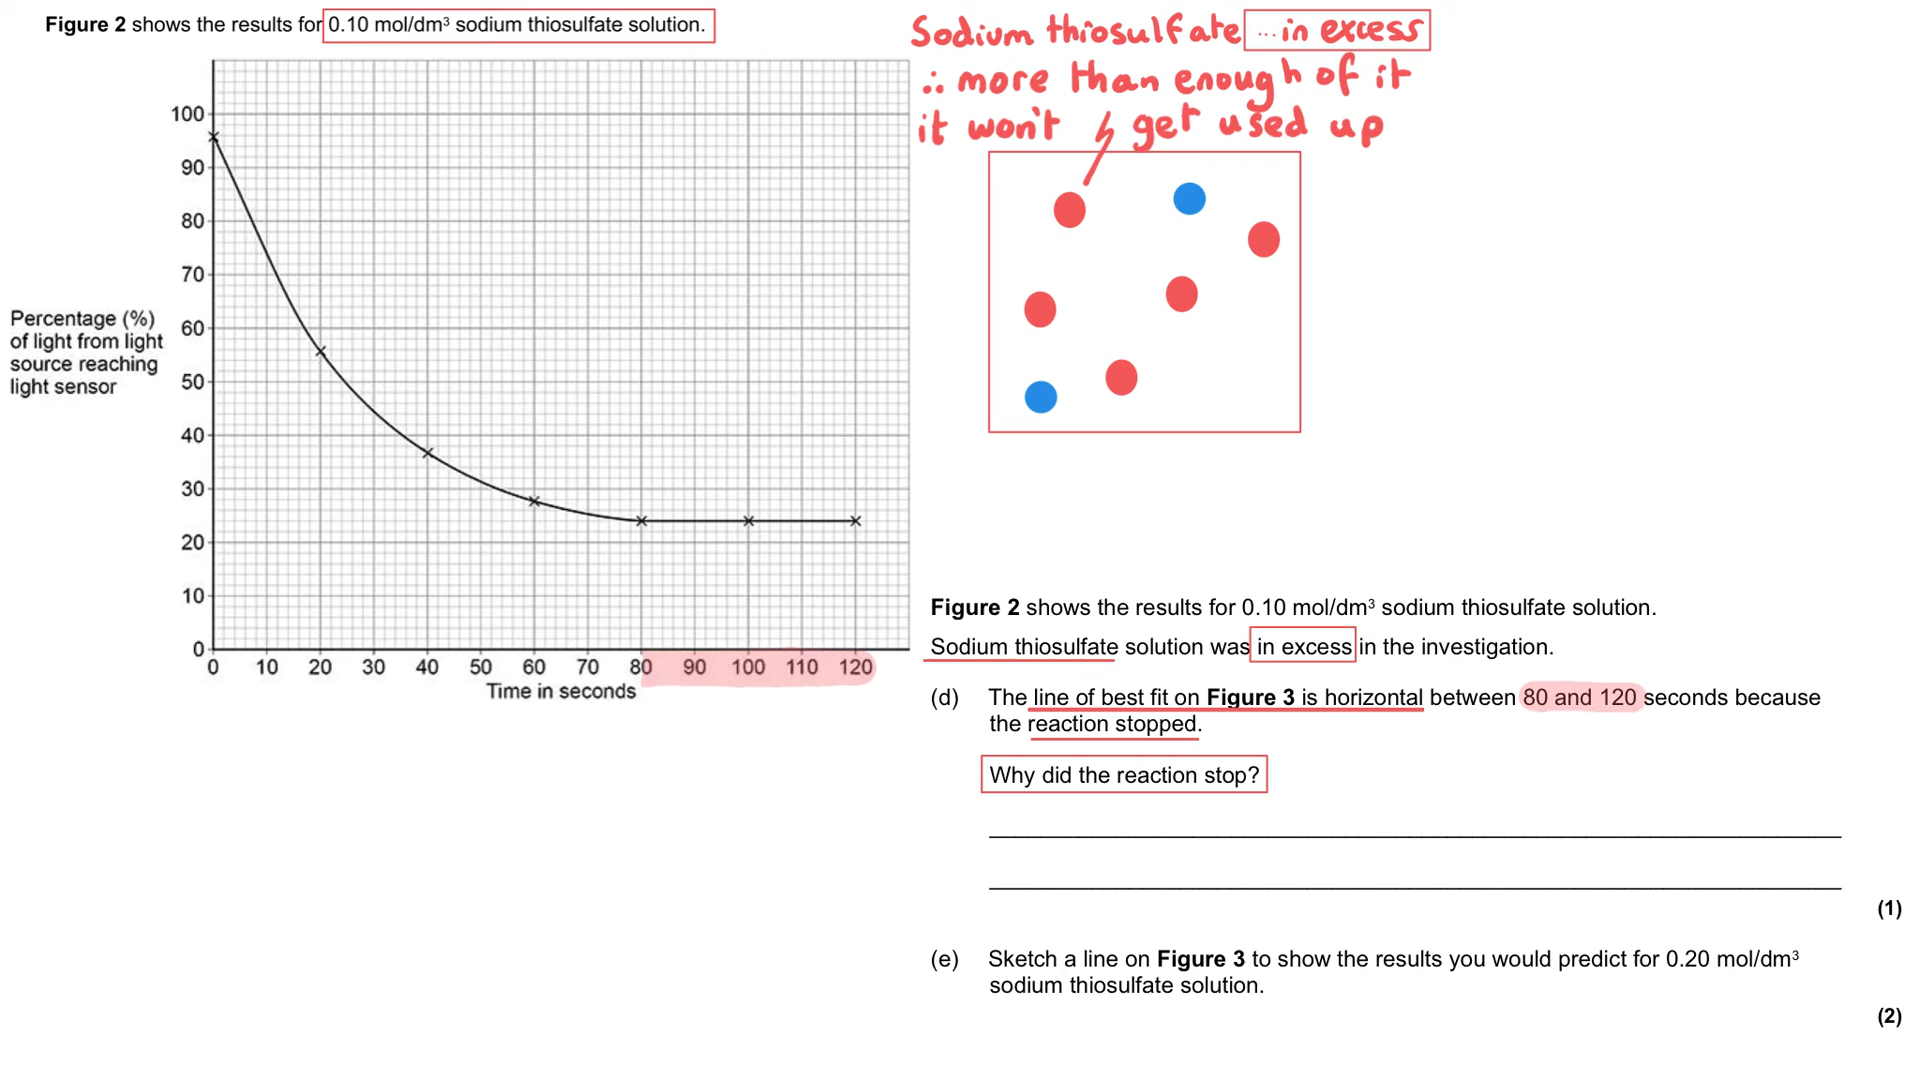 Figure 2 shows the results for 0.10 mol/dm³ sodium thiosulfate solution.
100
90
80
70
60
50
40
30
20
10
0
Percentage (%)
of light from light
source reaching
light sensor
0 10 20 30 40 50 60 70 80 90 100 110 120
Time in seconds
Sodium thiosulfate ...in excess
∴ more than enough of it
it won't get used up
Figure 2 shows the results for 0.10 mol/dm³ sodium thiosulfate solution.
Sodium thiosulfate solution was in excess in the investigation.
(d) The line of best fit on Figure 3 is horizontal between 80 and 120 seconds because
the reaction stopped.
Why did the reaction stop?
(1)
(e) Sketch a line on Figure 3 to show the results you would predict for 0.20 mol/dm³
sodium thiosulfate solution.
(2)